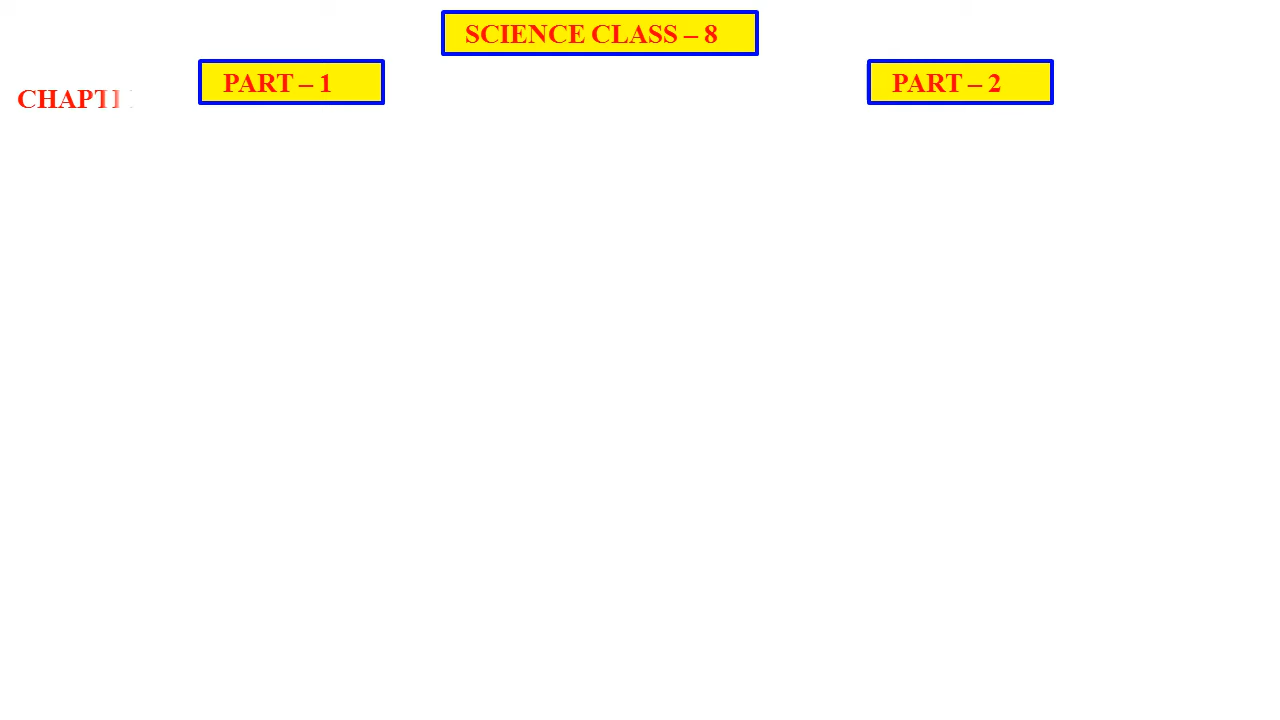 SCIENCE CLASS – 8
PART – 1
PART – 2